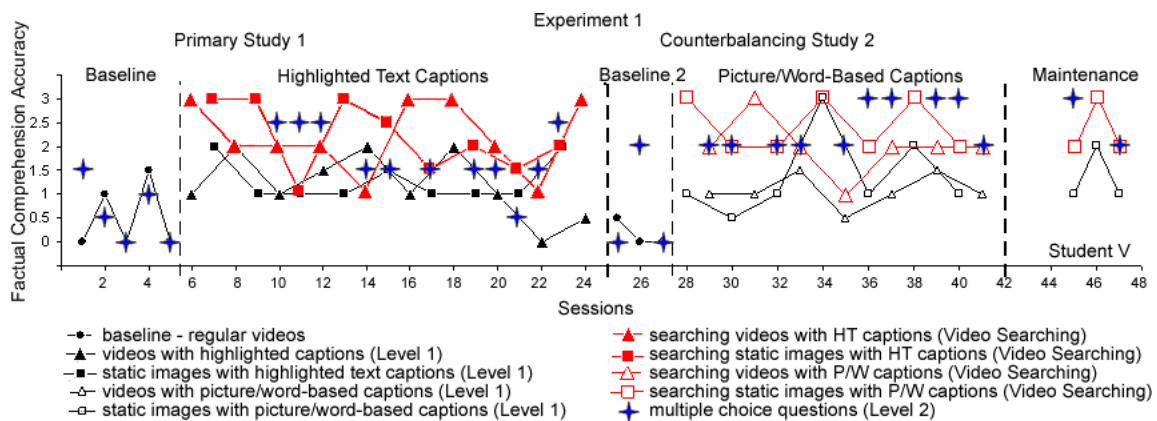 Experiment 1
Primary Study 1 Counterbalancing Study 2
Baseline Highlighted Text Captions Baseline 2 Picture/Word-Based Captions Maintenance
Factual Comprehension Accuracy
3
2.5
2
1.5
1
0.5
0
Student V
2 4 6 8 10 12 14 16 18 20 22 24 26 28 30 32 34 36 38 40 42 44 46 48
Sessions
baseline - regular videos
videos with highlighted captions (Level 1)
static images with highlighted text captions (Level 1)
videos with picture/word-based captions (Level 1)
static images with picture/word-based captions (Level 1)
searching videos with HT captions (Video Searching)
searching static images with HT captions (Video Searching)
searching videos with P/W captions (Video Searching)
searching static images with P/W captions (Video Searching)
multiple choice questions (Level 2)